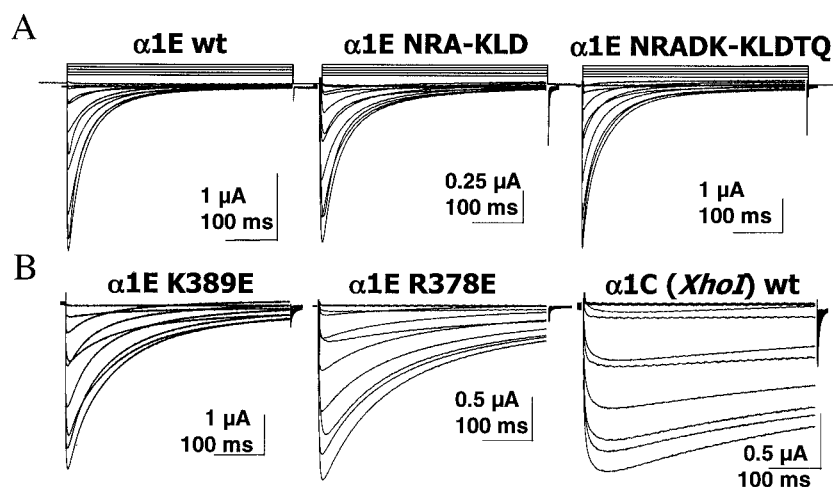 A
α1E wt
α1E NRA-KLD
α1E NRADK-KLDTQ
1 µA
100 ms
0.25 µA
100 ms
1 µA
100 ms
B
α1E K389E
α1E R378E
α1C (XhoI) wt
1 µA
100 ms
0.5 µA
100 ms
0.5 µA
100 ms